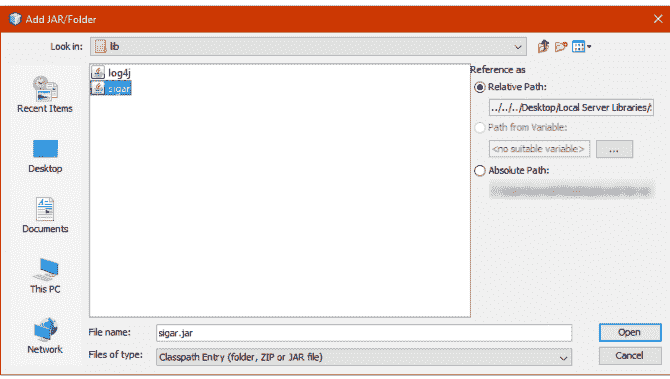 Add JAR/Folder
Look in:
lib
log4j
sigar
Recent Items
Desktop
Documents
This PC
Network
Reference as
Relative Path:
../../../Desktop/Local Server Libraries/
Path from Variable:
<no suitable variable>
...
Absolute Path:
File name:
sigar.jar
Open
Files of type:
Classpath Entry (folder, ZIP or JAR file)
Cancel